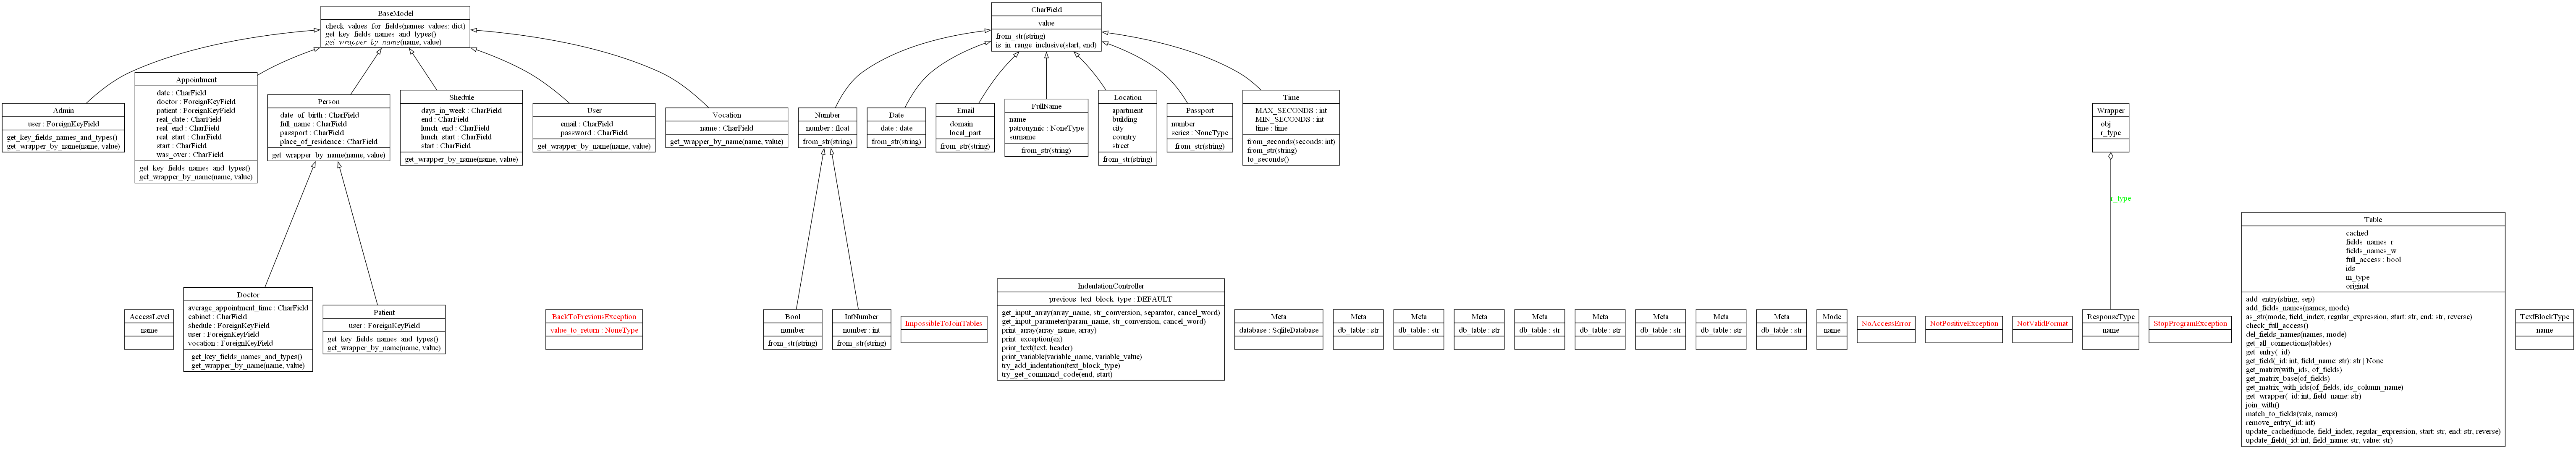 BaseModel
check_values_for_fields(names_values: dict)
get_key_fields_names_and_types()
get_wrapper_by_name(name, value)
CharField
value
from_str(string)
is_in_range_inclusive(start, end)
Admin
user : ForeignKeyField
get_key_fields_names_and_types()
get_wrapper_by_name(name, value)
Appointment
date : CharField
doctor : ForeignKeyField
patient : ForeignKeyField
real_date : CharField
real_end : CharField
real_start : CharField
start : CharField
was_over : CharField
get_key_fields_names_and_types()
get_wrapper_by_name(name, value)
Person
date_of_birth : CharField
full_name : CharField
passport : CharField
place_of_residence : CharField
get_wrapper_by_name(name, value)
Shedule
days_in_week : CharField
end : CharField
lunch_end : CharField
lunch_start : CharField
start : CharField
get_wrapper_by_name(name, value)
User
email : CharField
password : CharField
get_wrapper_by_name(name, value)
Vocation
name : CharField
get_wrapper_by_name(name, value)
Number
number : float
from_str(string)
Date
date : date
from_str(string)
Email
domain
local_part
from_str(string)
FullName
name
patronymic : NoneType
surname
from_str(string)
Location
apartment
building
city
country
street
from_str(string)
Passport
number
series : NoneType
from_str(string)
Time
MAX_SECONDS : int
MIN_SECONDS : int
time : time
from_seconds(seconds: int)
from_str(string)
to_seconds()
Wrapper
obj
r_type
r_type
AccessLevel
name
Doctor
average_appointment_time : CharField
cabinet : CharField
shedule : ForeignKeyField
user : ForeignKeyField
vocation : ForeignKeyField
get_key_fields_names_and_types()
get_wrapper_by_name(name, value)
Patient
user : ForeignKeyField
get_key_fields_names_and_types()
get_wrapper_by_name(name, value)
BackToPreviousException
value_to_return : NoneType
Bool
number
from_str(string)
IntNumber
number : int
from_str(string)
ImpossibleToJoinTables
IndentationController
previous_text_block_type : DEFAULT
get_input_array(array_name, str_conversion, separator, cancel_word)
get_input_parameter(param_name, str_conversion, cancel_word)
print_array(array_name, array)
print_exception(ex)
print_text(text, header)
print_variable(variable_name, variable_value)
try_add_indentation(text_block_type)
try_get_command_code(end, start)
Meta
database : SqliteDatabase
Meta
db_table : str
Meta
db_table : str
Meta
db_table : str
Meta
db_table : str
Meta
db_table : str
Meta
db_table : str
Meta
db_table : str
Meta
db_table : str
Mode
name
NoAccessError
NotPositiveException
NotValidFormat
ResponseType
name
StopProgramException
Table
cached
fields_names_r
fields_names_w
full_access : bool
ids
m_type
original
add_entry(string, sep)
add_fields_names(names, mode)
as_str(mode, field_index, regular_expression, start: str, end: str, reverse)
check_full_access()
del_fields_names(names, mode)
get_all_connections(tables)
get_entry(_id)
get_field(_id: int, field_name: str): str | None
get_matrix(with_ids, of_fields)
get_matrix_base(of_fields)
get_matrix_with_ids(of_fields, ids_column_name)
get_wrapper(_id: int, field_name: str)
join_with()
match_to_fields(vals, names)
remove_entry(_id: int)
update_cached(mode, field_index, regular_expression, start: str, end: str, reverse)
update_field(_id: int, field_name: str, value: str)
TextBlockType
name